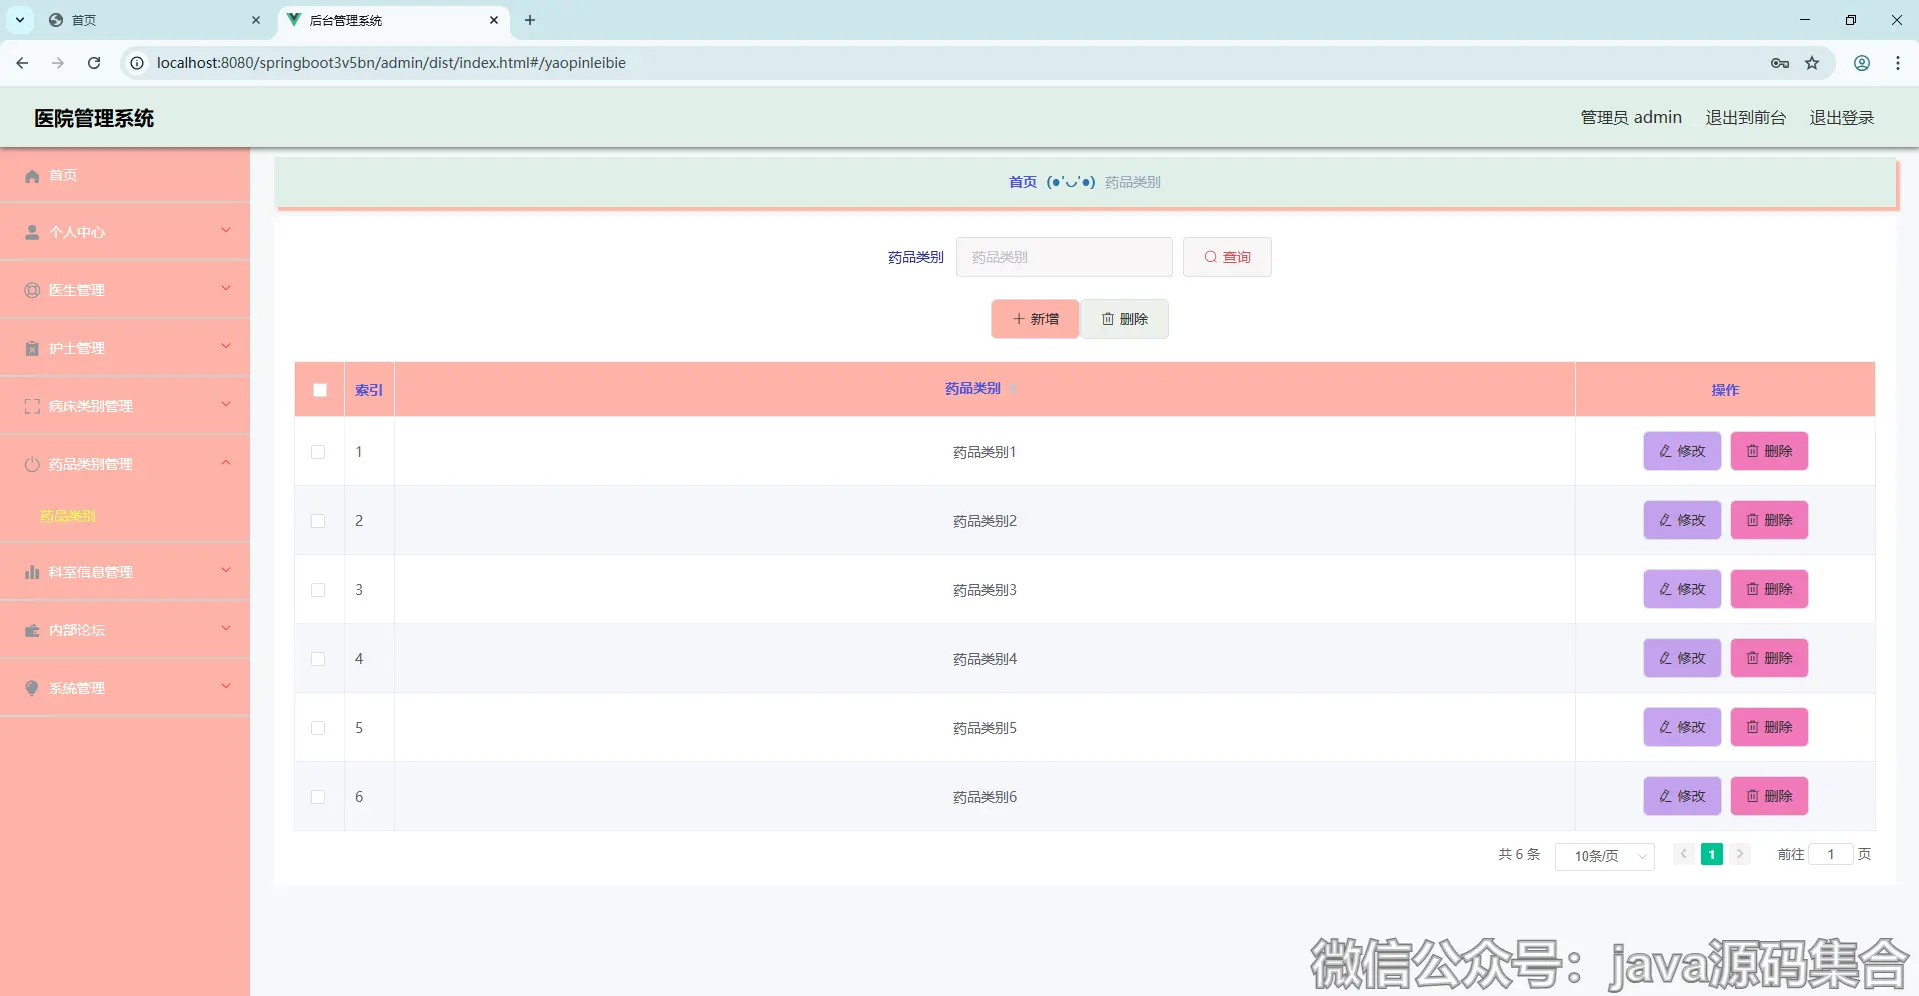 首页
后台管理系统
localhost:8080/springboot3v5bn/admin/dist/index.html#/yaopinleibie
医院管理系统
管理员 admin 退出到前台 退出登录
首页
个人中心
医生管理
护士管理
病床类别管理
药品类别管理
药品类别
科室信息管理
内部论坛
系统管理
首页 (●'◡'●) 药品类别
药品类别 药品类别 查询
新增 删除
索引 药品类别 操作
1 药品类别1 修改 删除
2 药品类别2 修改 删除
3 药品类别3 修改 删除
4 药品类别4 修改 删除
5 药品类别5 修改 删除
6 药品类别6 修改 删除
共 6 条 10条/页 1 前往 1 页
微信公众号：java源码集合